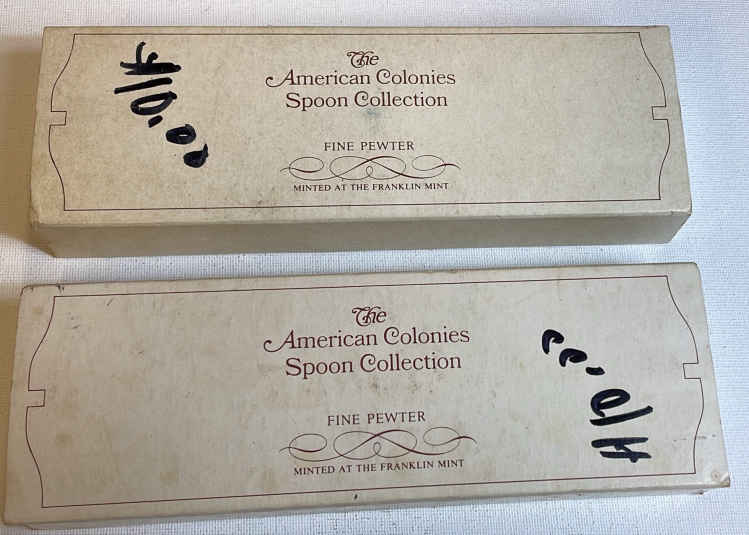 $10.00
The
American Colonies
Spoon Collection
FINE PEWTER
MINTED AT THE FRANKLIN MINT
The
American Colonies
Spoon Collection
FINE PEWTER
MINTED AT THE FRANKLIN MINT